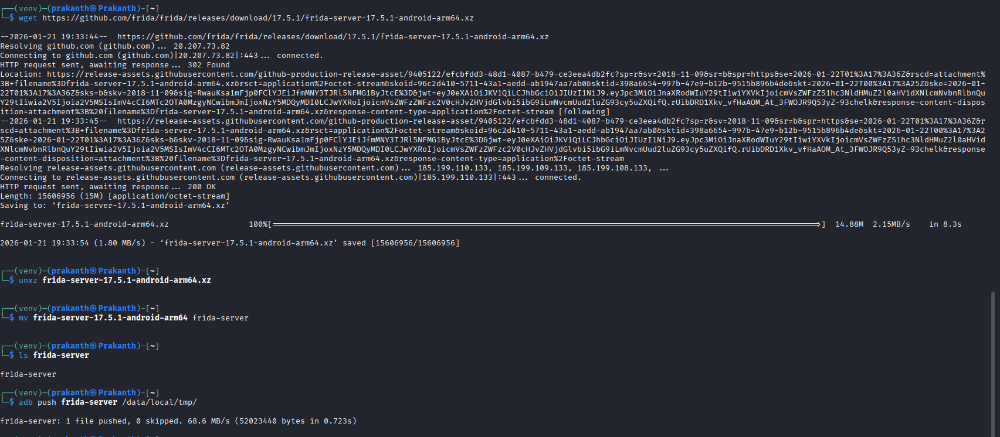 ┌──(venv)─(prakanth㉿Prakanth)-[~]
└─$ wget https://github.com/frida/frida/releases/download/17.5.1/frida-server-17.5.1-android-arm64.xz
--2026-01-21 19:33:44--  https://github.com/frida/frida/releases/download/17.5.1/frida-server-17.5.1-android-arm64.xz
Resolving github.com (github.com)... 20.207.73.82
Connecting to github.com (github.com)|20.207.73.82|:443... connected.
HTTP request sent, awaiting response... 302 Found
Location: https://release-assets.githubusercontent.com/github-production-release-asset/9405122/efcbfdd3-48d1-4087-b479-ce3eea4db2fc?sp=r&sv=2018-11-09&sr=b&spr=https&se=2026-01-22T01%3A17%3A36Z&rscd=attachment%
3B+filename%3Dfrida-server-17.5.1-android-arm64.xz&rsct=application%2Foctet-stream&skoid=96c2d410-5711-43a1-aedd-ab1947aa7ab0&sktid=398a6654-997b-47e9-b12b-9515b896b4de&skt=2026-01-22T00%3A17%3A25Z&ske=2026-01-
22T01%3A17%3A36Z&sks=b&skv=2018-11-09&sig=RwauKsa1mFjp0FClYJEiJfmMNY3TJRl5NFMG1ByJtcE%3D&jwt=eyJ0eXAiOiJKV1QiLCJhbGciOiJIUzI1NiJ9.eyJpc3MiOiJnaXRodWIuY29tIiwiYXVkIjoicmVsZWFzZS1hc3NldHMuZ2l0aHVidXNlcmNvbnRlbnQu
Y29tIiwia2V5Ijoia2V5MSIsImV4cCI6MTc2OTA0MzgyNCwibmJmIjoxNzY5MDQyMDI0LCJwYXRoIjoicmVsZWFzZWFzc2V0cHJvZHVjdGlvbi5ibG9iLmNvcmUud2luZG93cy5uZXQifQ.rUibDRD1Xkv_vfHaAOM_At_3FWOJR9Q53yZ-93chelk&response-content-dispos
ition=attachment%3B%20filename%3Dfrida-server-17.5.1-android-arm64.xz&response-content-type=application%2Foctet-stream [following]
--2026-01-21 19:33:45--  https://release-assets.githubusercontent.com/github-production-release-asset/9405122/efcbfdd3-48d1-4087-b479-ce3eea4db2fc?sp=r&sv=2018-11-09&sr=b&spr=https&se=2026-01-22T01%3A17%3A36Z&r
scd=attachment%3B+filename%3Dfrida-server-17.5.1-android-arm64.xz&rsct=application%2Foctet-stream&skoid=96c2d410-5711-43a1-aedd-ab1947aa7ab0&sktid=398a6654-997b-47e9-b12b-9515b896b4de&skt=2026-01-22T00%3A17%3A2
5Z&ske=2026-01-22T01%3A17%3A36Z&sks=b&skv=2018-11-09&sig=RwauKsa1mFjp0FClYJEiJfmMNY3TJRl5NFMG1ByJtcE%3D&jwt=eyJ0eXAiOiJKV1QiLCJhbGciOiJIUzI1NiJ9.eyJpc3MiOiJnaXRodWIuY29tIiwiYXVkIjoicmVsZWFzZS1hc3NldHMuZ2l0aHVid
XNlcmNvbnRlbnQuY29tIiwia2V5Ijoia2V5MSIsImV4cCI6MTc2OTA0MzgyNCwibmJmIjoxNzY5MDQyMDI0LCJwYXRoIjoicmVsZWFzZWFzc2V0cHJvZHVjdGlvbi5ibG9iLmNvcmUud2luZG93cy5uZXQifQ.rUibDRD1Xkv_vfHaAOM_At_3FWOJR9Q53yZ-93chelk&response
-content-disposition=attachment%3B%20filename%3Dfrida-server-17.5.1-android-arm64.xz&response-content-type=application%2Foctet-stream
Resolving release-assets.githubusercontent.com (release-assets.githubusercontent.com)... 185.199.110.133, 185.199.109.133, 185.199.108.133, ...
Connecting to release-assets.githubusercontent.com (release-assets.githubusercontent.com)|185.199.110.133|:443... connected.
HTTP request sent, awaiting response... 200 OK
Length: 15606956 (15M) [application/octet-stream]
Saving to: ‘frida-server-17.5.1-android-arm64.xz’
frida-server-17.5.1-android-arm64.xz 100%[====================>] 14.88M 2.15MB/s in 8.3s
2026-01-21 19:33:54 (1.80 MB/s) - ‘frida-server-17.5.1-android-arm64.xz’ saved [15606956/15606956]
┌──(venv)─(prakanth㉿Prakanth)-[~]
└─$ unxz frida-server-17.5.1-android-arm64.xz
┌──(venv)─(prakanth㉿Prakanth)-[~]
└─$ mv frida-server-17.5.1-android-arm64 frida-server
┌──(venv)─(prakanth㉿Prakanth)-[~]
└─$ ls frida-server
frida-server
┌──(venv)─(prakanth㉿Prakanth)-[~]
└─$ adb push frida-server /data/local/tmp/
frida-server: 1 file pushed, 0 skipped. 68.6 MB/s (52023440 bytes in 0.723s)